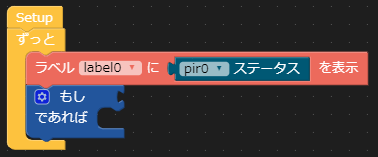 Setup
ずっと
ラベル label0 に pir0 ステータス を表示
もし
であれば